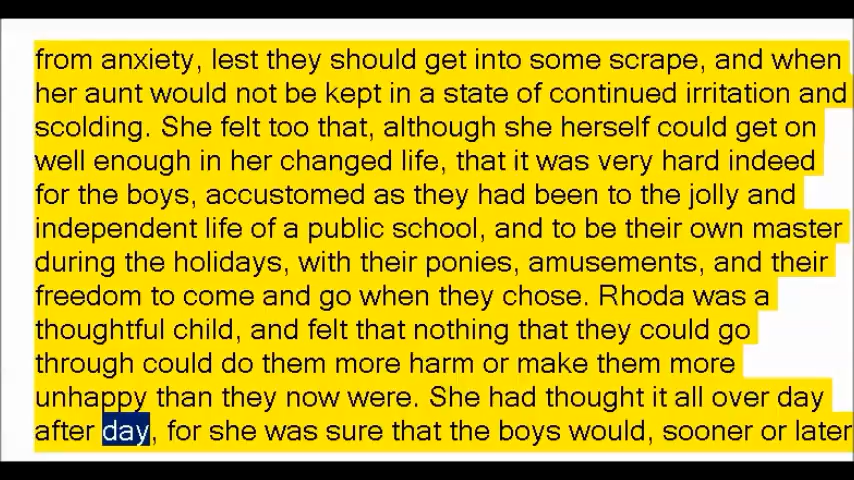 from anxiety, lest they should get into some scrape, and when
her aunt would not be kept in a state of continued irritation and
scolding. She felt too that, although she herself could get on
well enough in her changed life, that it was very hard indeed
for the boys, accustomed as they had been to the jolly and
independent life of a public school, and to be their own master
during the holidays, with their ponies, amusements, and their
freedom to come and go when they chose. Rhoda was a
thoughtful child, and felt that nothing that they could go
through could do them more harm or make them more
unhappy than they now were. She had thought it all over day
after day, for she was sure that the boys would, sooner or later